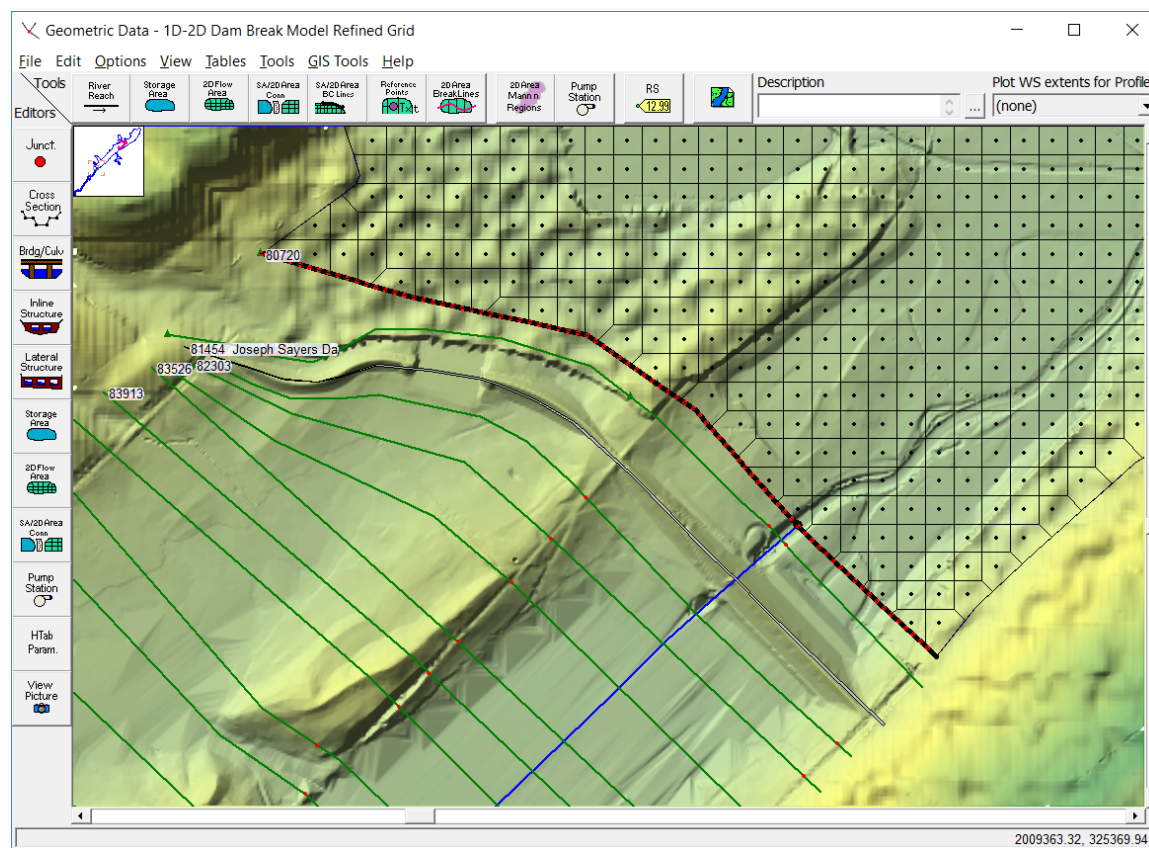 Geometric Data - 1D-2D Dam Break Model Refined Grid
File Edit Options View Tables Tools GIS Tools Help
Tools
Editors
River
Reach
Storage
Area
2D Flow
Area
SA/2D Area
Conn
SA/2D Area
BC Lines
Reference
Points
2D Area
BreakLines
2D Area
Mann n
Regions
Pump
Station
RS
12.99
Description
...
Plot WS extents for Profile
(none)
Junct.
Cross
Section
Brdg/Culv
Inline
Structure
Lateral
Structure
Storage
Area
2D Flow
Area
SA/2D Area
Conn
Pump
Station
HTab
Param.
View
Picture
80720
81454 Joseph Sayers Da
83526
82303
83913
2009363.32, 325369.94